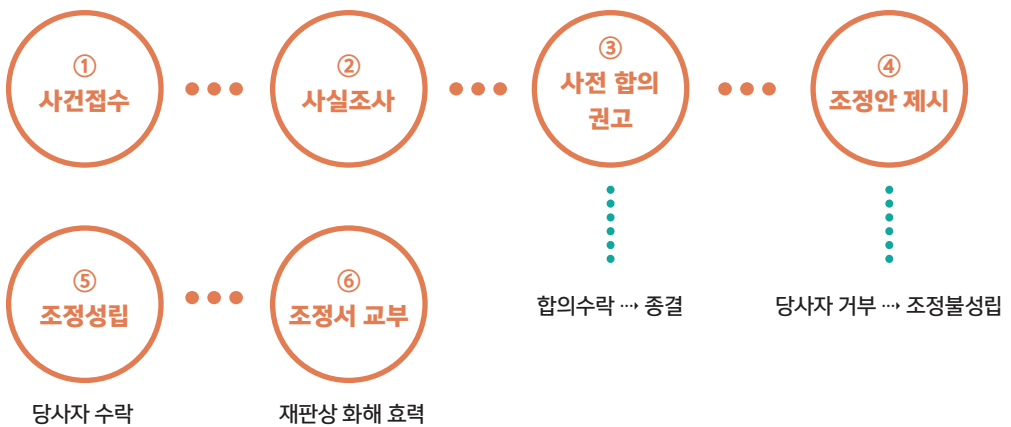 ①
사건접수
②
사실조사
③
사전 합의
권고
④
조정안 제시
합의수락 ···→ 종결
당사자 거부 ···→ 조정불성립
⑤
조정성립
당사자 수락
⑥
조정서 교부
재판상 화해 효력